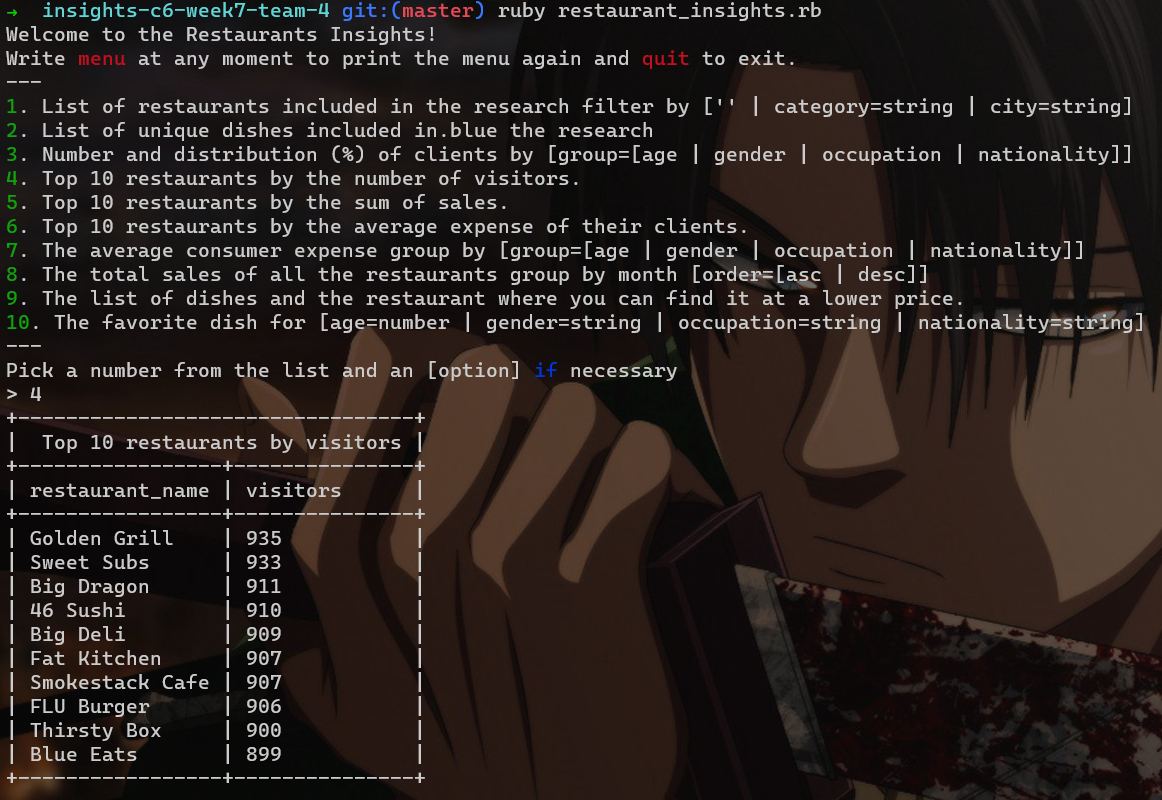 →  insights-c6-week7-team-4 git:(master) ruby restaurant_insights.rb
Welcome to the Restaurants Insights!
Write menu at any moment to print the menu again and quit to exit.
---
1. List of restaurants included in the research filter by ['' | category=string | city=string]
2. List of unique dishes included in.blue the research
3. Number and distribution (%) of clients by [group=[age | gender | occupation | nationality]]
4. Top 10 restaurants by the number of visitors.
5. Top 10 restaurants by the sum of sales.
6. Top 10 restaurants by the average expense of their clients.
7. The average consumer expense group by [group=[age | gender | occupation | nationality]]
8. The total sales of all the restaurants group by month [order=[asc | desc]]
9. The list of dishes and the restaurant where you can find it at a lower price.
10. The favorite dish for [age=number | gender=string | occupation=string | nationality=string]
---
Pick a number from the list and an [option] if necessary
> 4
+---------------------------------+
|  Top 10 restaurants by visitors |
+-----------------+---------------+
| restaurant_name | visitors      |
+-----------------+---------------+
| Golden Grill    | 935           |
| Sweet Subs      | 933           |
| Big Dragon      | 911           |
| 46 Sushi        | 910           |
| Big Deli        | 909           |
| Fat Kitchen     | 907           |
| Smokestack Cafe | 907           |
| FLU Burger      | 906           |
| Thirsty Box     | 900           |
| Blue Eats       | 899           |
+-----------------+---------------+